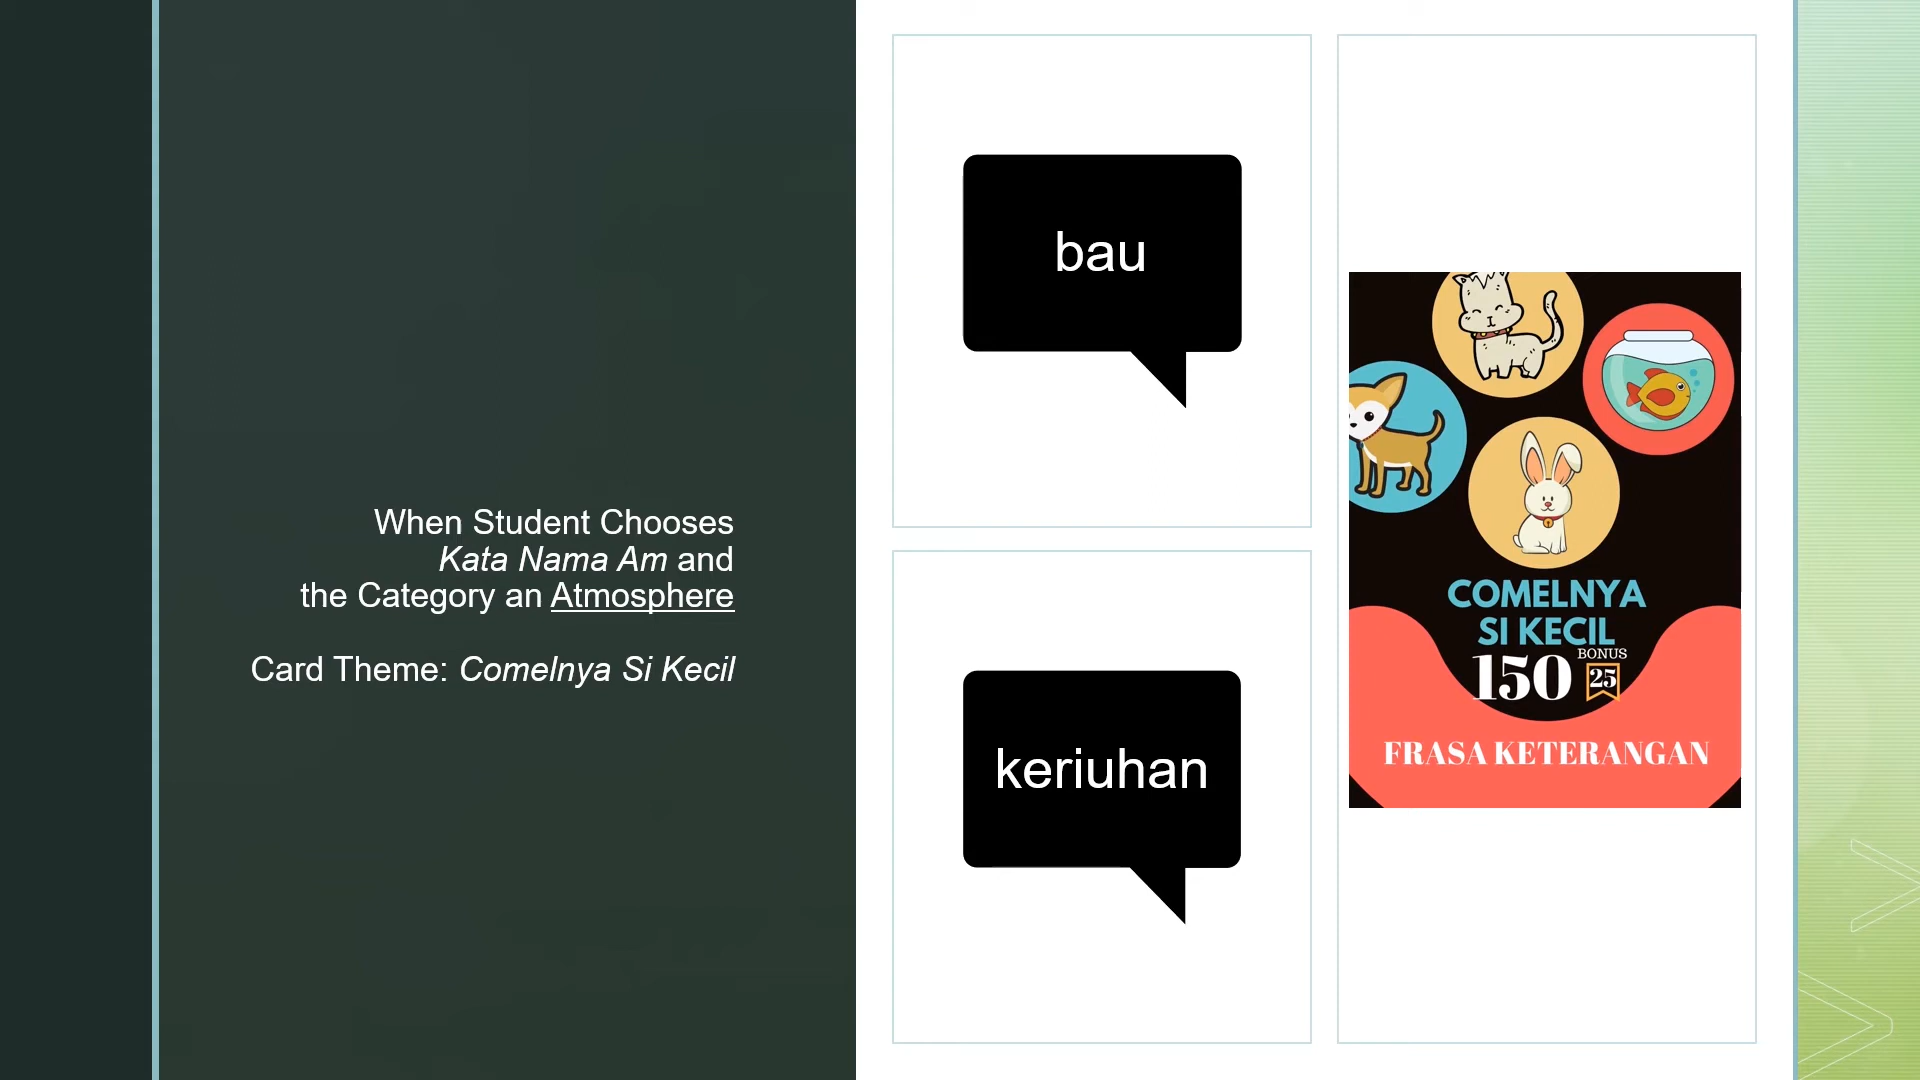 When Student Chooses
Kata Nama Am and
the Category an Atmosphere
Card Theme: Comelnya Si Kecil
bau
keriuhan
COMELNYA
SI KECIL
150 BONUS
25
FRASA KETERANGAN